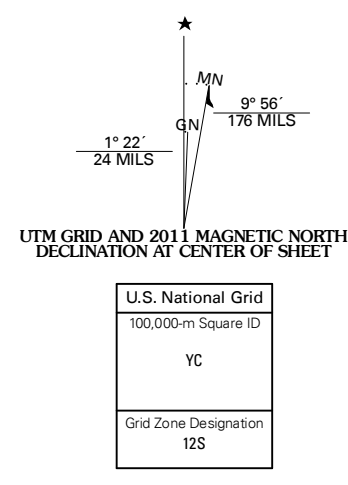 MN
9° 56´
176 MILS
GN
1° 22´
24 MILS
UTM GRID AND 2011 MAGNETIC NORTH
DECLINATION AT CENTER OF SHEET
U.S. National Grid
100,000-m Square ID
YC
Grid Zone Designation
12S